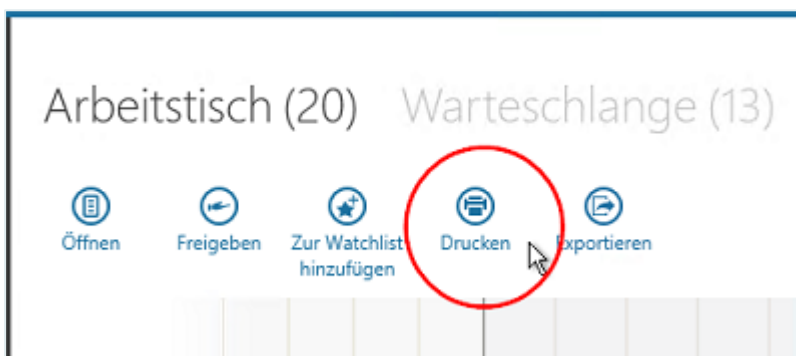 Arbeitstisch (20) Warteschlange (13)
Öffnen Freigeben Zur Watchlist Drucken Exportieren
hinzufügen